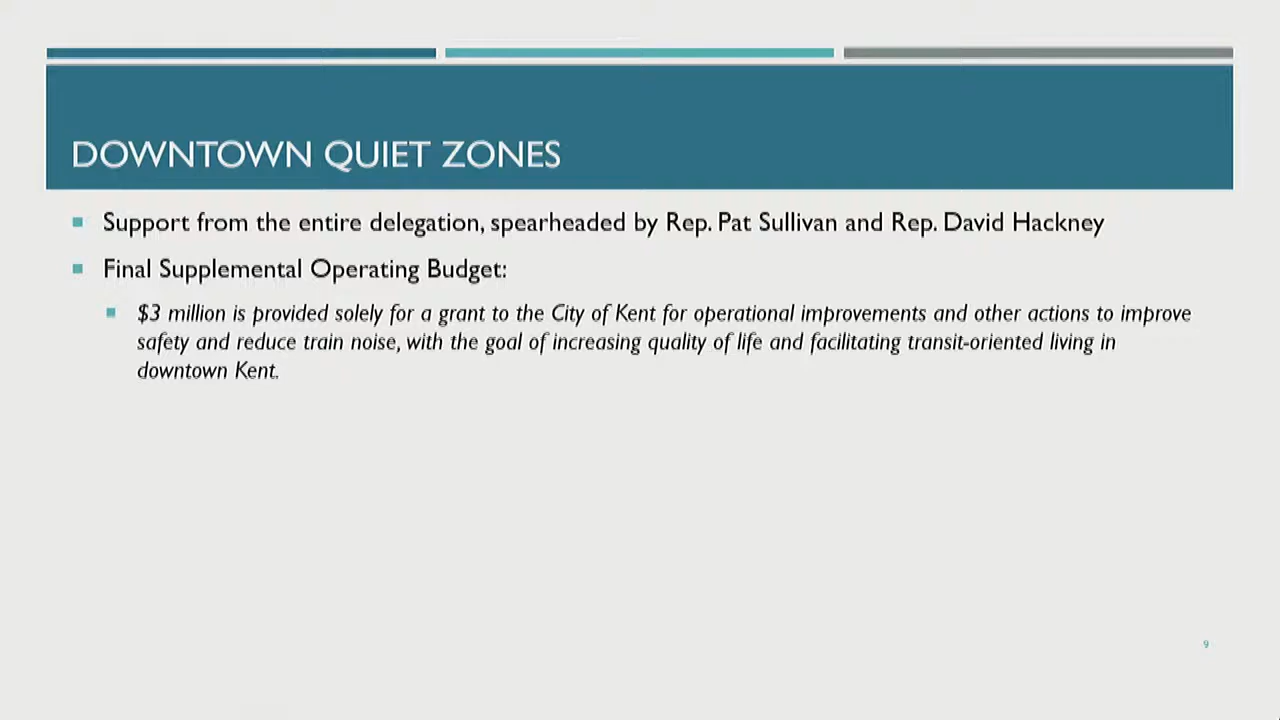 DOWNTOWN QUIET ZONES
Support from the entire delegation, spearheaded by Rep. Pat Sullivan and Rep. David Hackney
Final Supplemental Operating Budget:
$3 million is provided solely for a grant to the City of Kent for operational improvements and other actions to improve
safety and reduce train noise, with the goal of increasing quality of life and facilitating transit-oriented living in
downtown Kent.
9